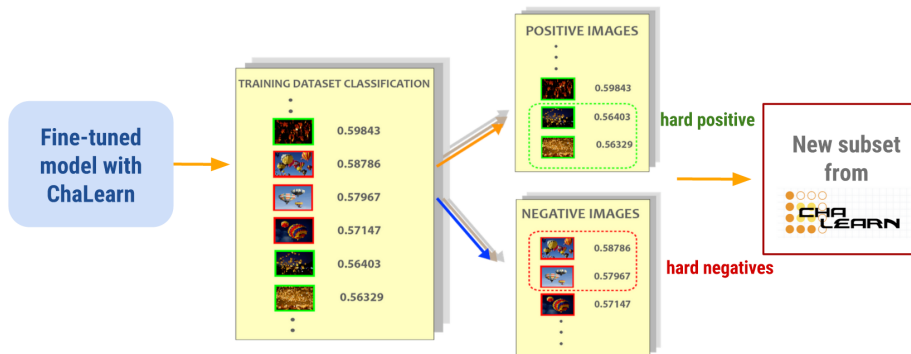 Fine-tuned
model with
ChaLearn
TRAINING DATASET CLASSIFICATION
0.59843
0.58786
0.57967
0.57147
0.56403
0.56329
POSITIVE IMAGES
0.59843
0.56403
0.56329
hard positive
NEGATIVE IMAGES
0.58786
0.57967
0.57147
hard negatives
New subset
from
CHA
LEARN